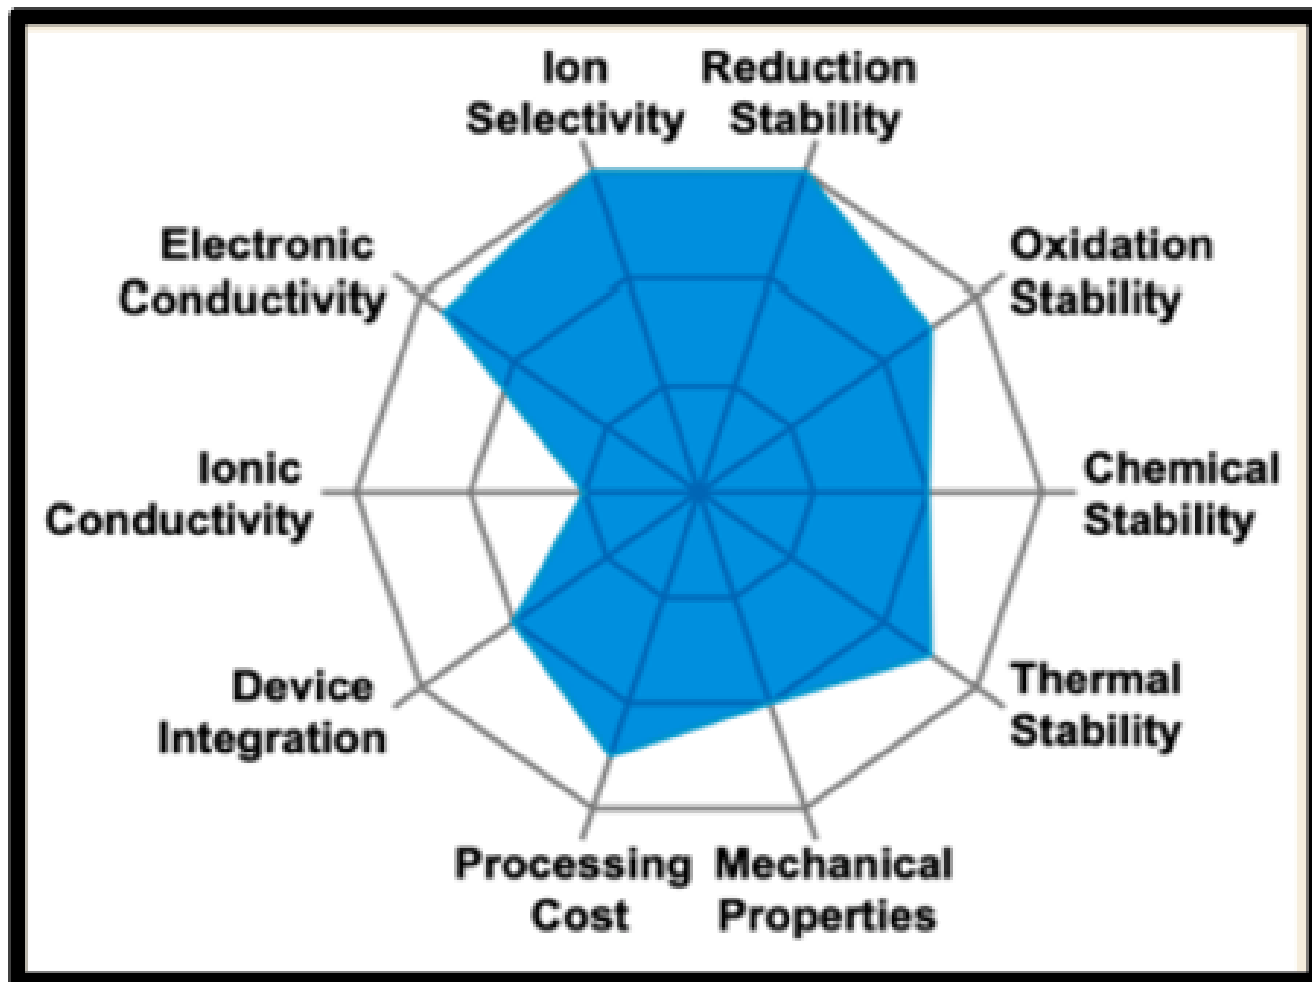 Ion
Selectivity
Reduction
Stability
Electronic
Conductivity
Oxidation
Stability
Ionic
Conductivity
Chemical
Stability
Device
Integration
Thermal
Stability
Processing
Cost
Mechanical
Properties